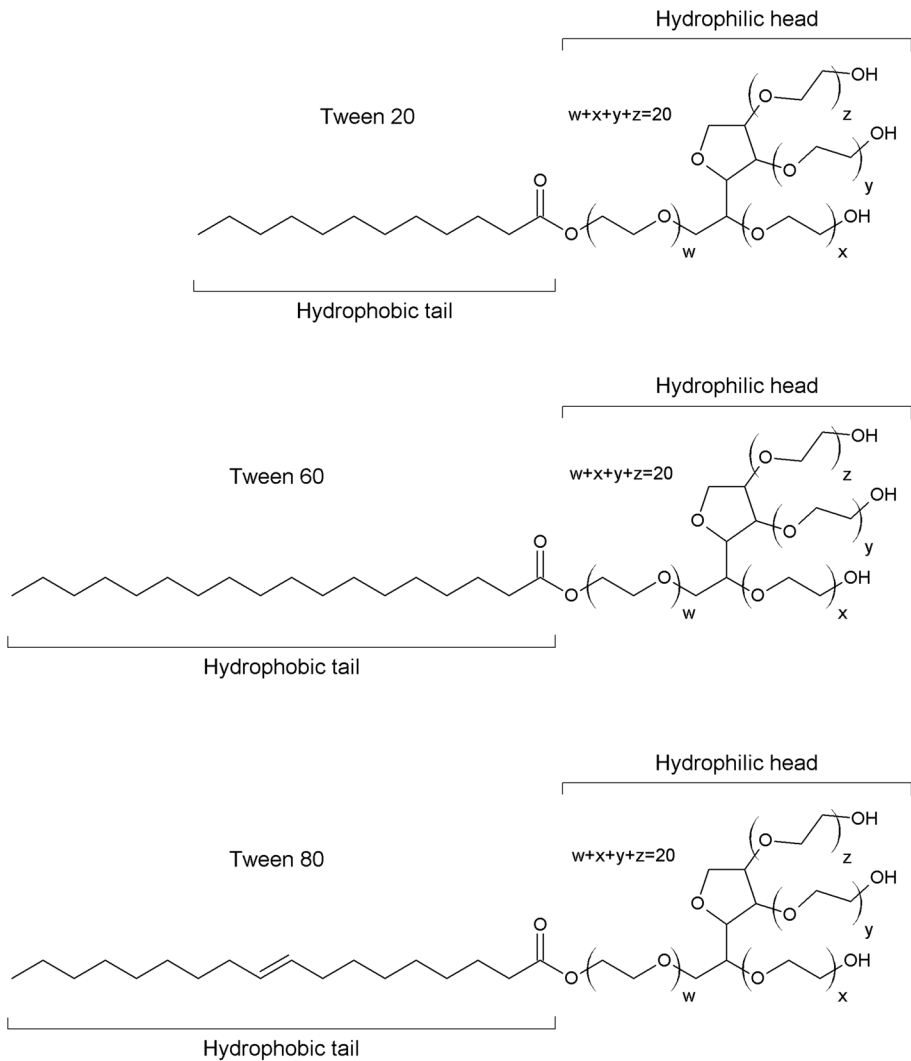 Hydrophilic head
Tween 20
w+x+y+z=20
O
OH
z
O
O
OH
y
O
O
O
w
O
OH
x
Hydrophobic tail
Hydrophilic head
Tween 60
w+x+y+z=20
O
OH
z
O
O
OH
y
O
O
O
w
O
OH
x
Hydrophobic tail
Hydrophilic head
Tween 80
w+x+y+z=20
O
OH
z
O
O
OH
y
O
O
O
w
O
OH
x
Hydrophobic tail